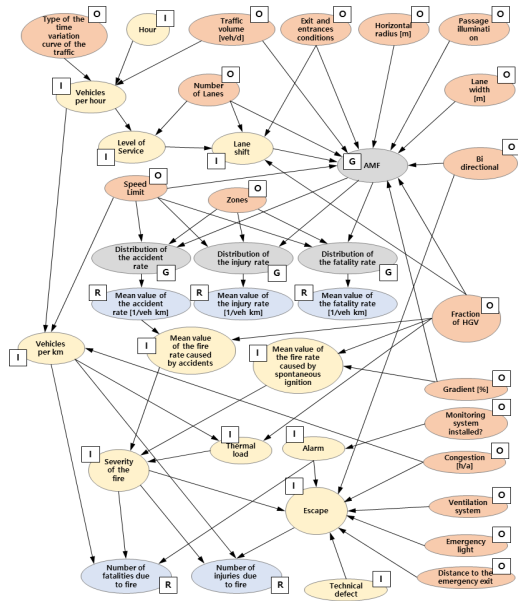 Type of the
time
variation
curve of the
traffic
O
Hour
I
Traffic
volume
[veh/d]
O
Exit and
entrances
conditions
O
Horizontal
radius [m]
O
Passage
illuminati
on
O
I
Vehicles
per hour
Number
of Lanes
O
Lane
width
[m]
O
Level of
Service
I
Lane
shift
I
G
AMF
Bi
directional
O
Speed
Limit
O
Zones
O
Distribution of
the accident
rate
G
Distribution of
the injury rate
G
Distribution of
the fatality rate
G
R
Mean value of
the accident
rate [1/veh km]
R
Mean value of
the injury rate
[1/veh km]
R
Mean value of
the fatality rate
[1/veh km]
Fraction
of HGV
O
Vehicles
per km
I
I
Mean value of
the fire rate
caused by
accidents
I
Mean value of
the fire rate
caused by
spontaneous
ignition
Gradient [%]
O
Monitoring
system
installed?
O
I
Thermal
load
I
Alarm
Congestion
[h/a]
O
I
Severity
of the
fire
I
Escape
Ventilation
system
O
Emergency
light
O
Distance to the
emergency exit
O
Number of
fatalities due
to fire
R
Number of
injuries due
to fire
R
Technical
defect
I